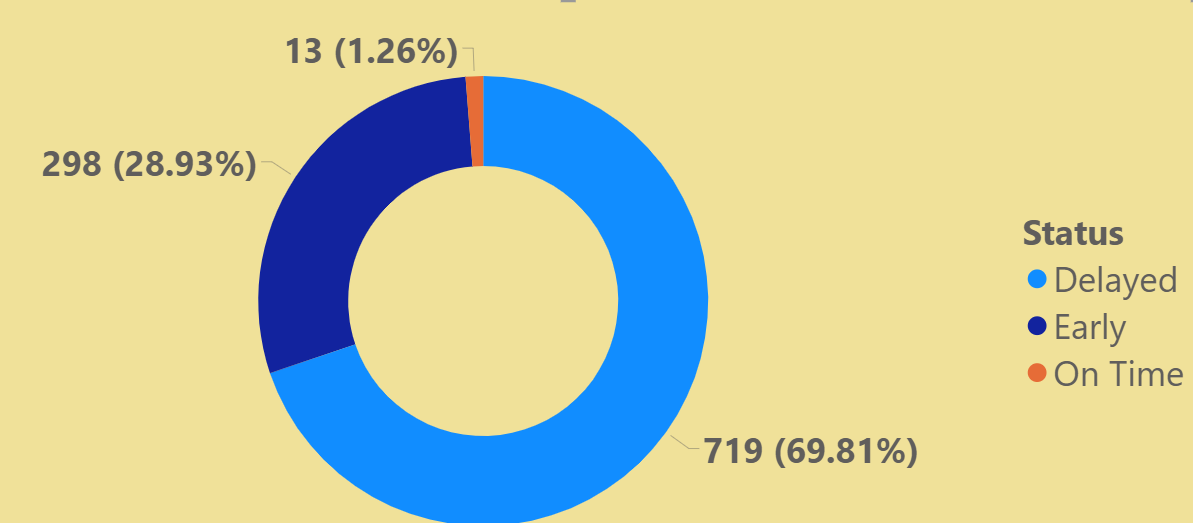 13 (1.26%)
298 (28.93%)
719 (69.81%)
Status
Delayed
Early
On Time